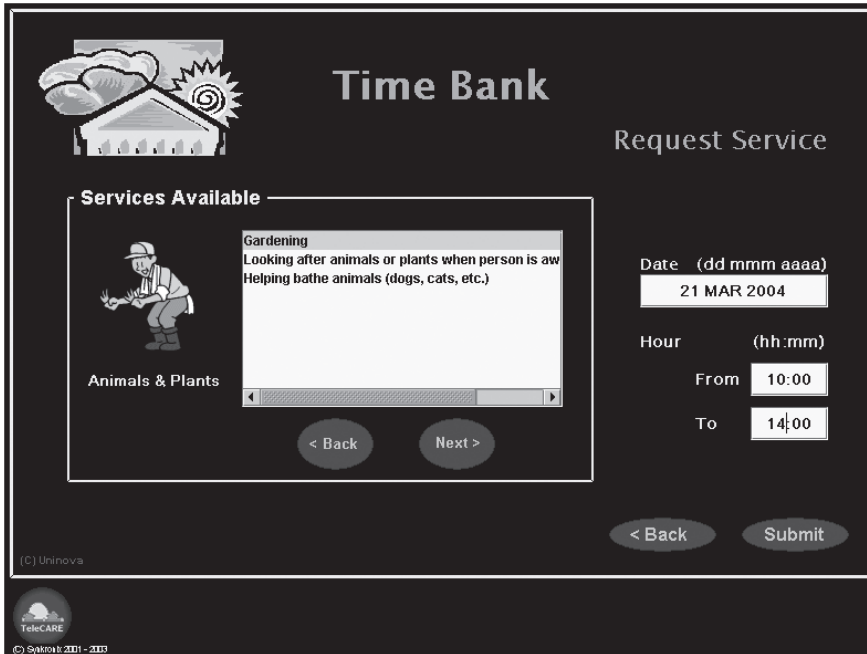 Time Bank
Request Service
Services Available
Gardening
Looking after animals or plants when person is aw
Helping bathe animals (dogs, cats, etc.)
Animals & Plants
< Back
Next >
Date (dd mmm aaaa)
21 MAR 2004
Hour (hh:mm)
From 10:00
To 14:00
< Back
Submit
(C) Uninova
TeleCARE
(C) Synkronix 2001 - 2003